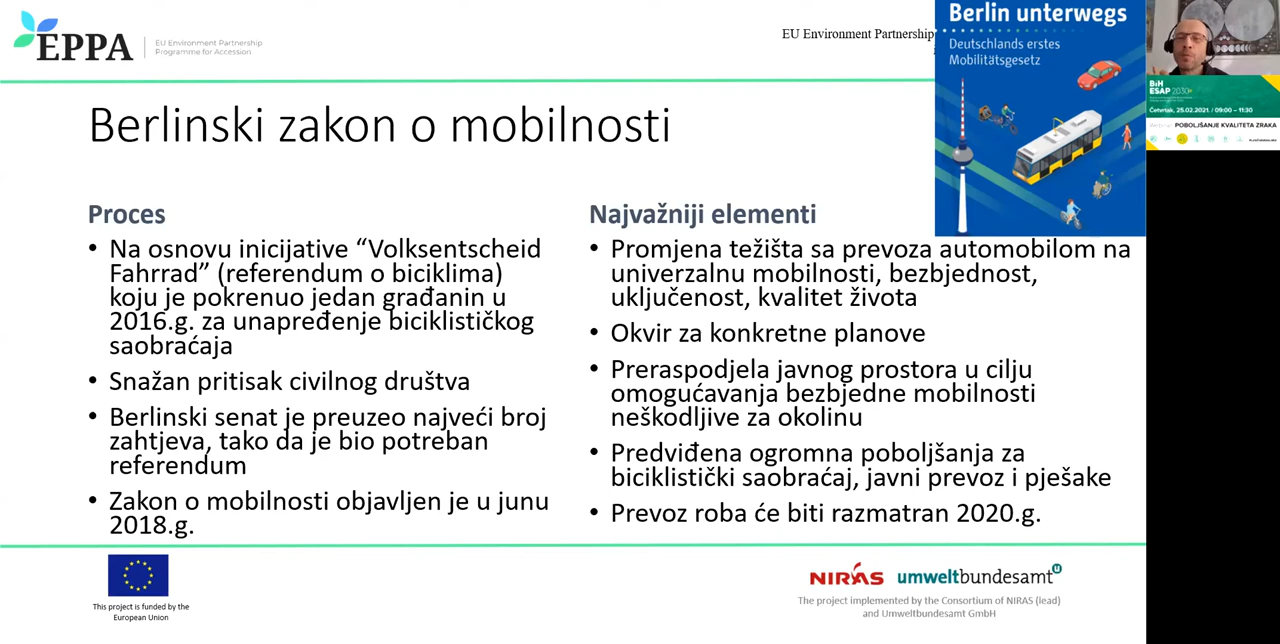 EPPA
EU Environment Partnership
Programme for Accession
EU Environment Partnership
Berlin unterwegs
Deutschlands erstes
Mobilitätsgesetz
BiH
ESAP 2030+
Četvrtak, 25.02.2021. / 09:00 – 11:30
POBOLJŠANJE KVALITETA ZRAKA
Berlinski zakon o mobilnosti
Proces
• Na osnovu inicijative “Volksentscheid
Fahrrad” (referendum o biciklima)
koju je pokrenuo jedan građanin u
2016.g. za unapređenje biciklističkog
saobraćaja
• Snažan pritisak civilnog društva
• Berlinski senat je preuzeo najveći broj
zahtjeva, tako da je bio potreban
referendum
• Zakon o mobilnosti objavljen je u junu
2018.g.
Najvažniji elementi
• Promjena težišta sa prevoza automobilom na
univerzalnu mobilnosti, bezbjednost,
uključenost, kvalitet života
• Okvir za konkretne planove
• Preraspodjela javnog prostora u cilju
omogućavanja bezbjedne mobilnosti
neškodljive za okolinu
• Predviđena ogromna poboljšanja za
biciklistički saobraćaj, javni prevoz i pješake
• Prevoz roba će biti razmatran 2020.g.
This project is funded by the
European Union
NIRAS umweltbundesamt
The project implemented by the Consortium of NIRAS (lead)
and Umweltbundesamt GmbH